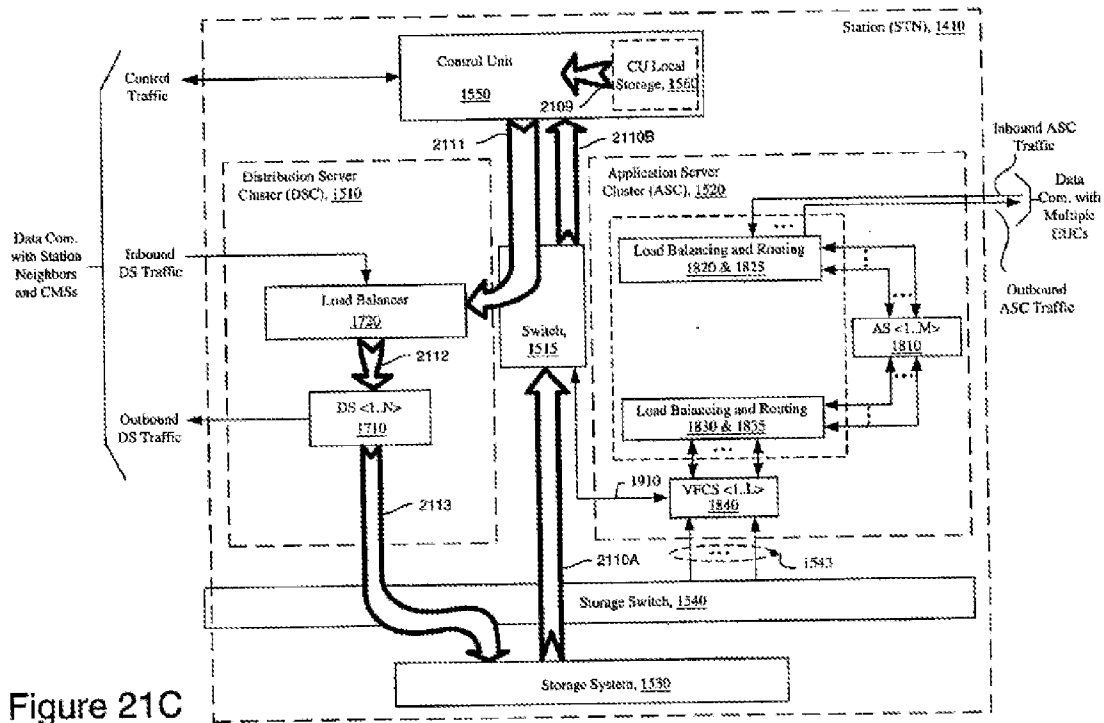 Station (STN), 1410
Control Unit
1550
CU Local
Storage, 1560
2109
Control
Traffic
2111
2110B
Inbound ASC
Traffic
Distribution Server
Cluster (DSC), 1510
Application Server
Cluster (ASC), 1520
Data
Com. with
Multiple
EUCs
Data Com.
with Station
Neighbors
and CMSs
Inbound
DS Traffic
Load Balancing and Routing
1820 & 1825
Outbound
ASC Traffic
Load Balancer
1720
Switch,
1515
AS <1..M>
1810
2112
Outbound
DS Traffic
DS <1..N>
1710
Load Balancing and Routing
1830 & 1835
1910
VFCS <1..L>
1840
2113
2110A
1543
Storage Switch, 1540
Storage System, 1530
Figure 21C